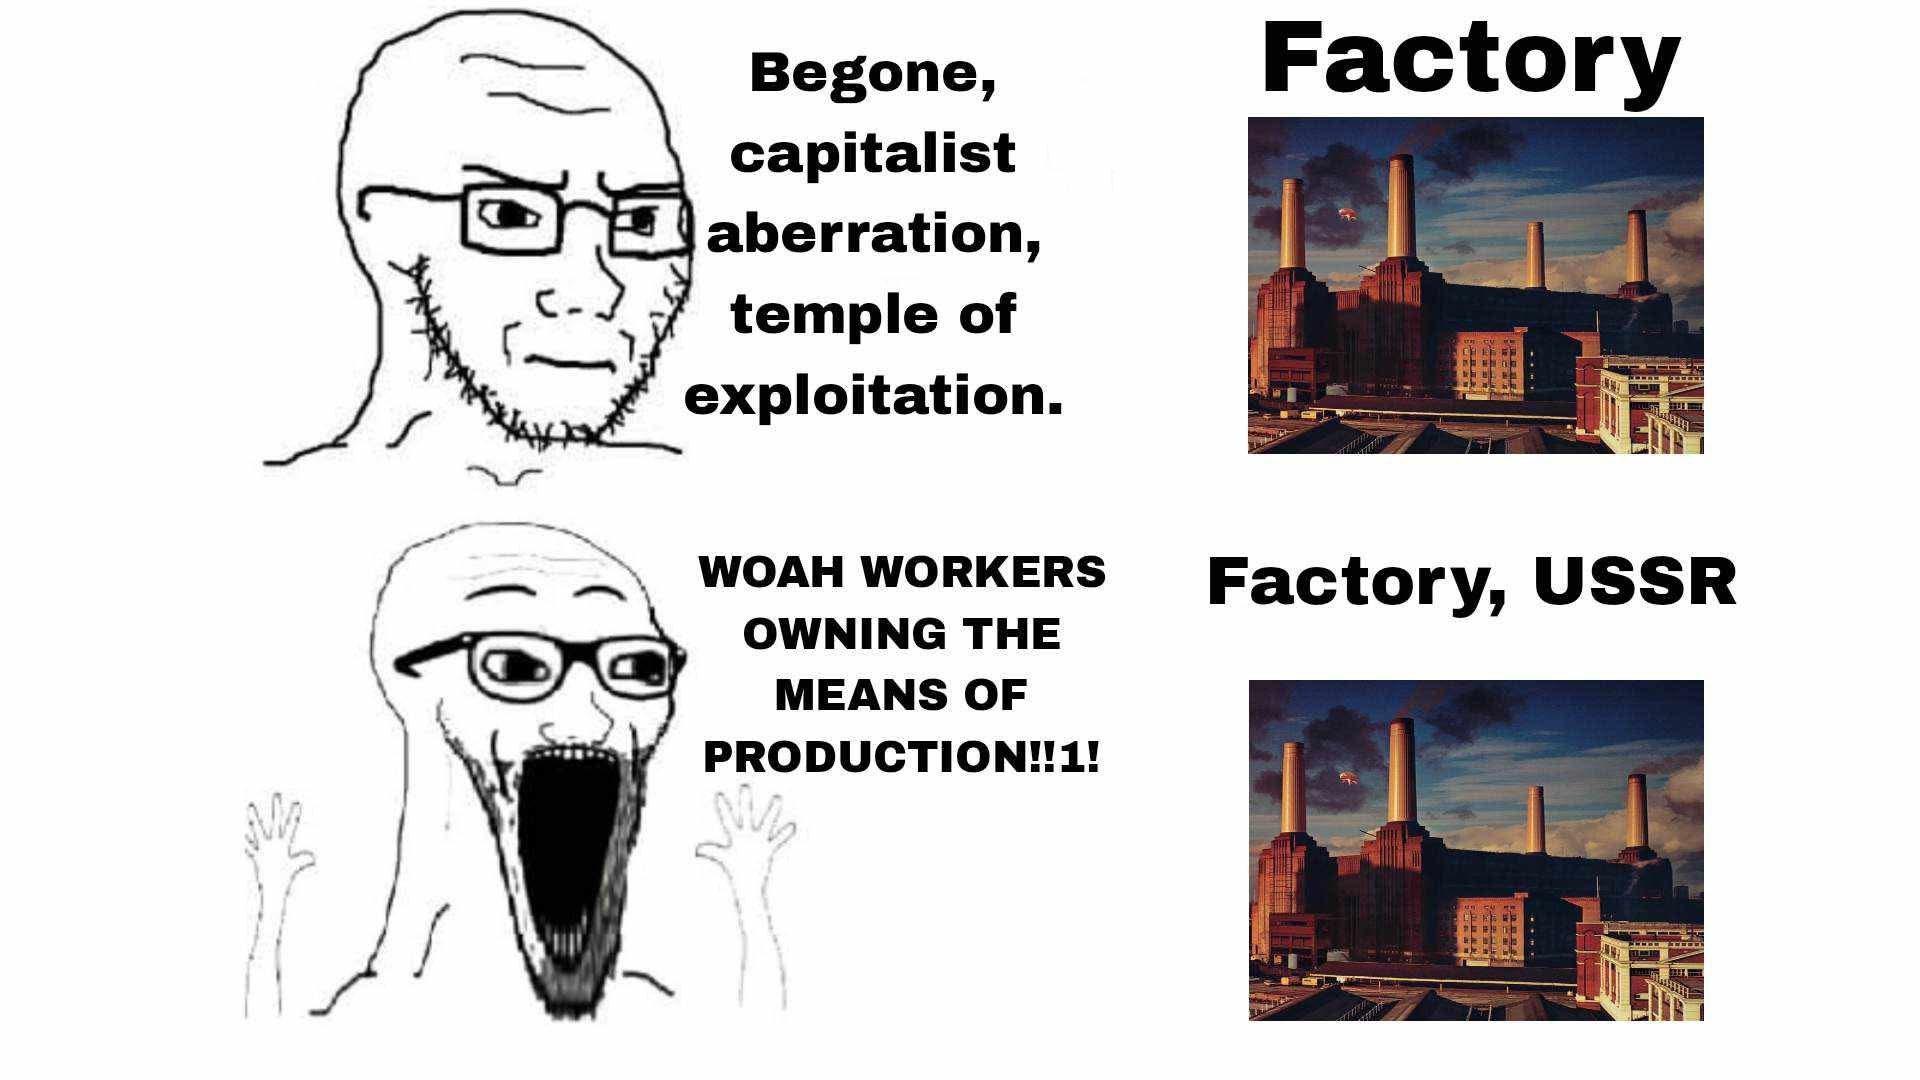 Begone,
capitalist
aberration,
temple of
exploitation.
Factory
WOAH WORKERS
OWNING THE
MEANS OF
PRODUCTION!!1!
Factory, USSR